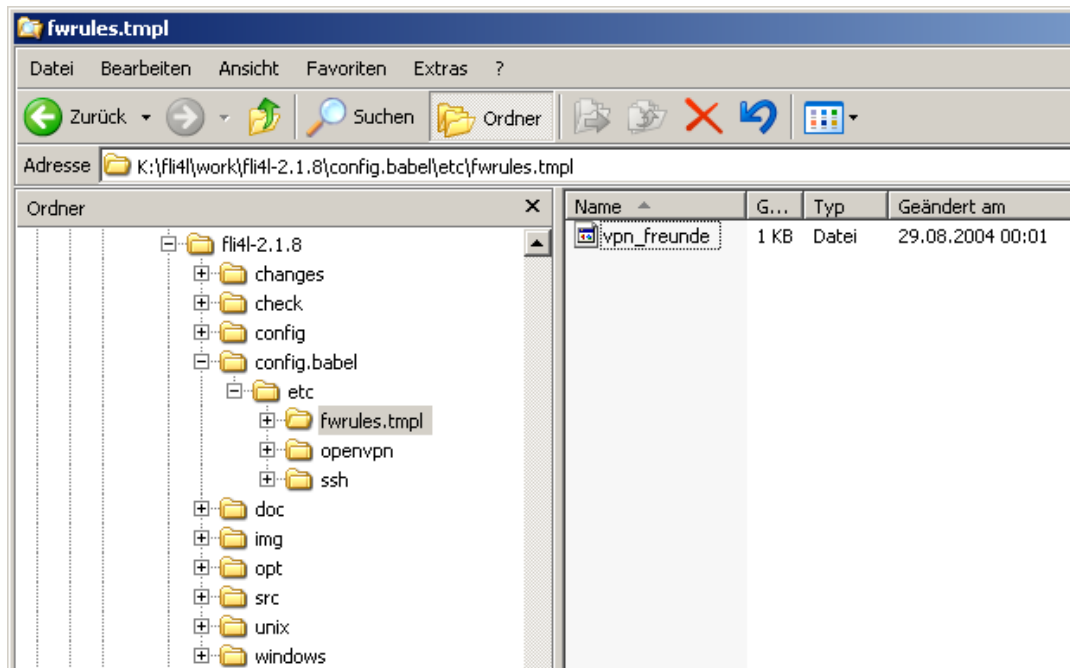 fwrules.tmpl
Datei Bearbeiten Ansicht Favoriten Extras ?
Zurück Suchen Ordner
Adresse K:\fli4l\work\fli4l-2.1.8\config.babel\etc\fwrules.tmpl
Ordner
fli4l-2.1.8
changes
check
config
config.babel
etc
fwrules.tmpl
openvpn
ssh
doc
img
opt
src
unix
windows
Name G... Typ Geändert am
vpn_freunde 1 KB Datei 29.08.2004 00:01